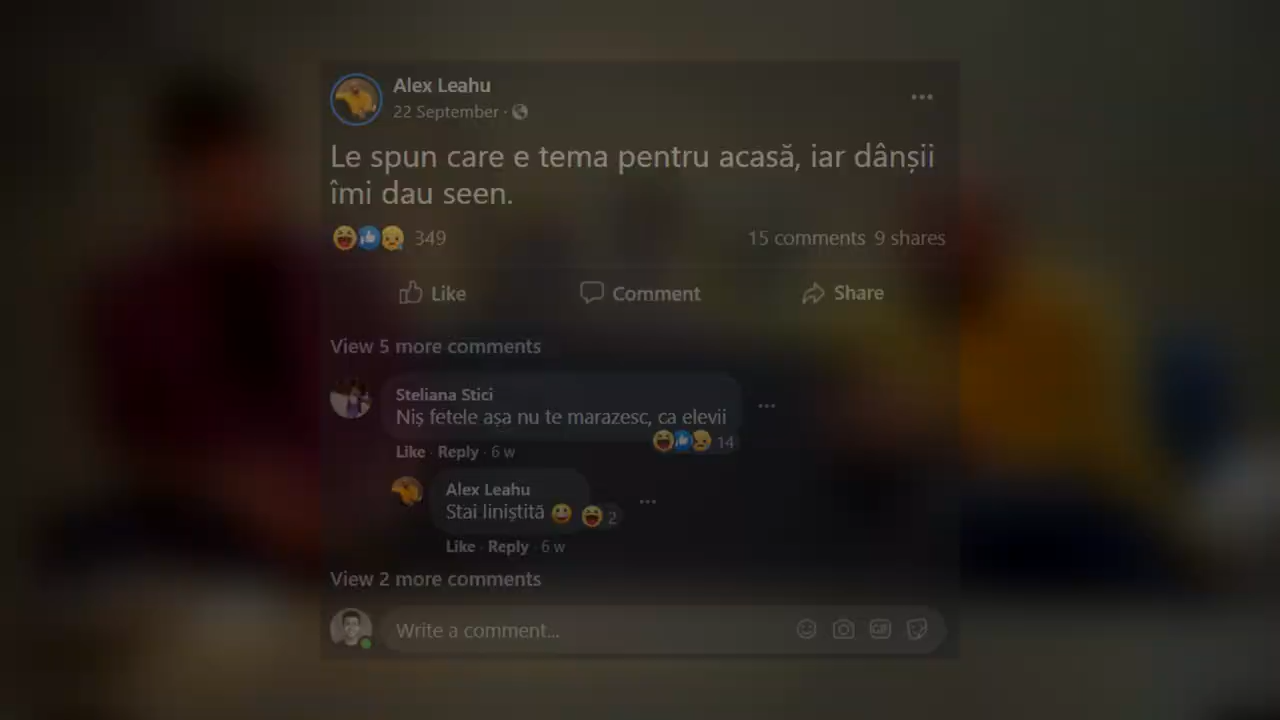 Alex Leahu
22 September ·
Le spun care e tema pentru acasă, iar dânșii
îmi dau seen.
349
15 comments 9 shares
Like Comment Share
View 5 more comments
Steliana Stici
Niș fetele așa nu te marazesc, ca elevii
14
Like · Reply · 6 w
Alex Leahu
Stai liniștită
2
Like · Reply · 6 w
View 2 more comments
Write a comment...
GIF